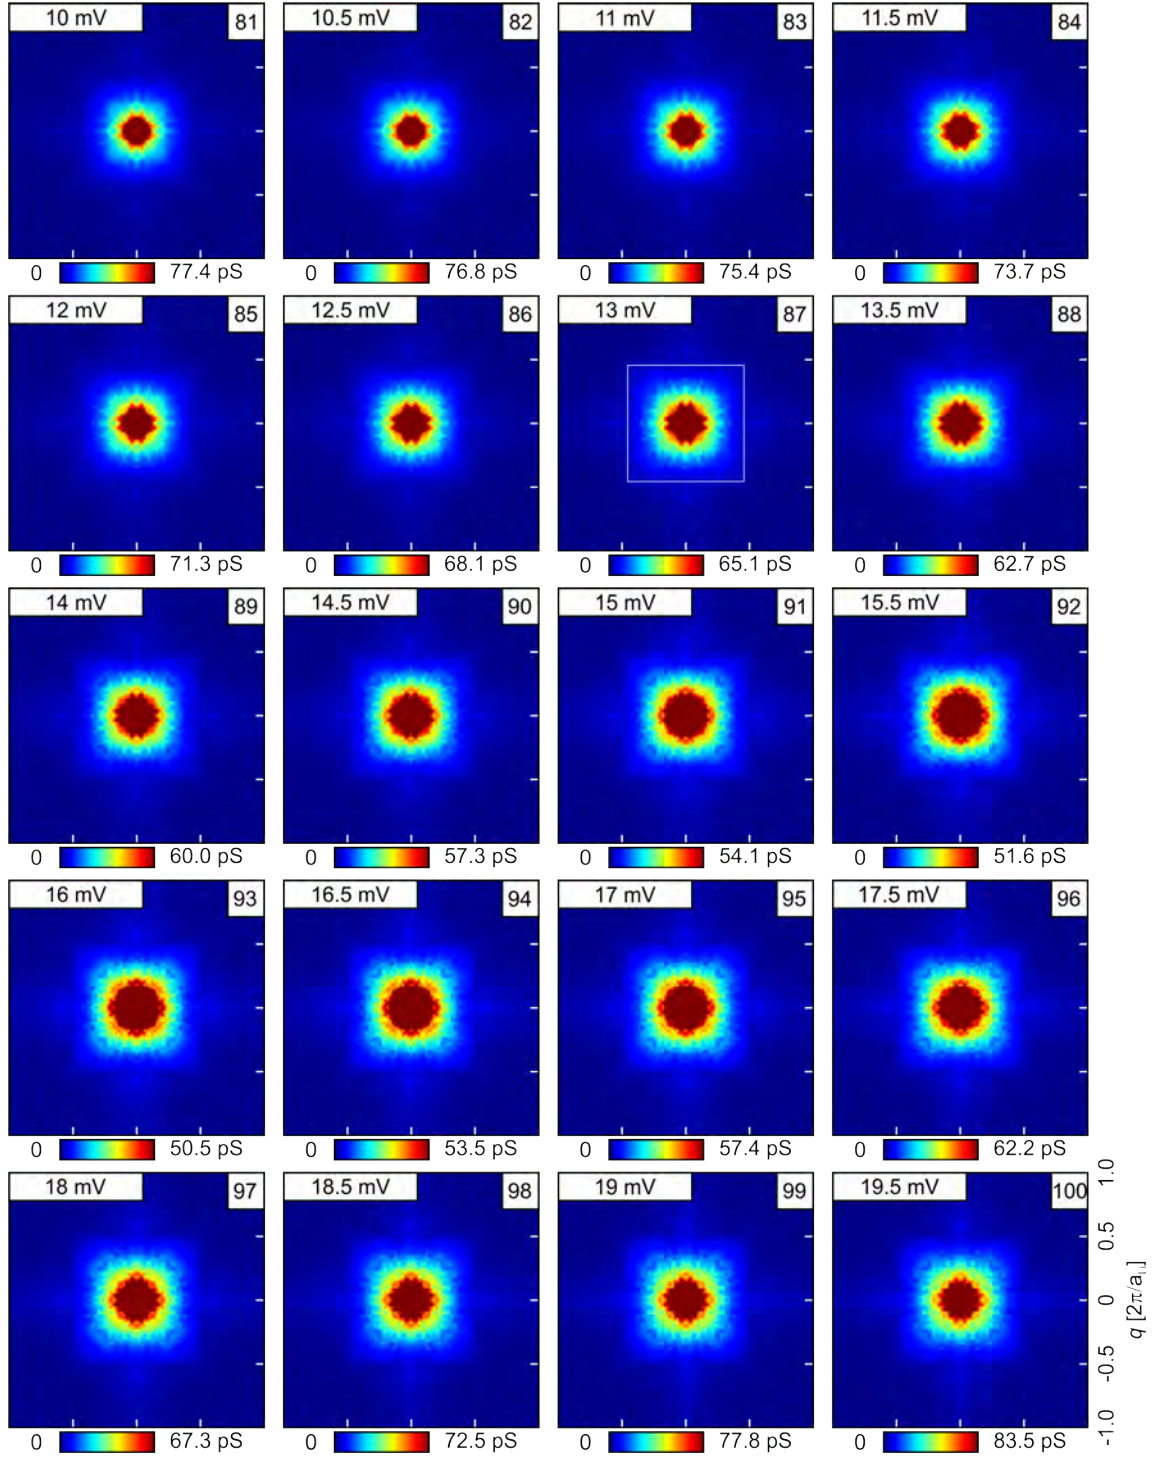 10 mV 81 10.5 mV 82 11 mV 83 11.5 mV 84
0 77.4 pS 0 76.8 pS 0 75.4 pS 0 73.7 pS
12 mV 85 12.5 mV 86 13 mV 87 13.5 mV 88
0 71.3 pS 0 68.1 pS 0 65.1 pS 0 62.7 pS
14 mV 89 14.5 mV 90 15 mV 91 15.5 mV 92
0 60.0 pS 0 57.3 pS 0 54.1 pS 0 51.6 pS
16 mV 93 16.5 mV 94 17 mV 95 17.5 mV 96
0 50.5 pS 0 53.5 pS 0 57.4 pS 0 62.2 pS
18 mV 97 18.5 mV 98 19 mV 99 19.5 mV 100
0 67.3 pS 0 72.5 pS 0 77.8 pS 0 83.5 pS
-1.0 -0.5 0 0.5 1.0
q [2π/a